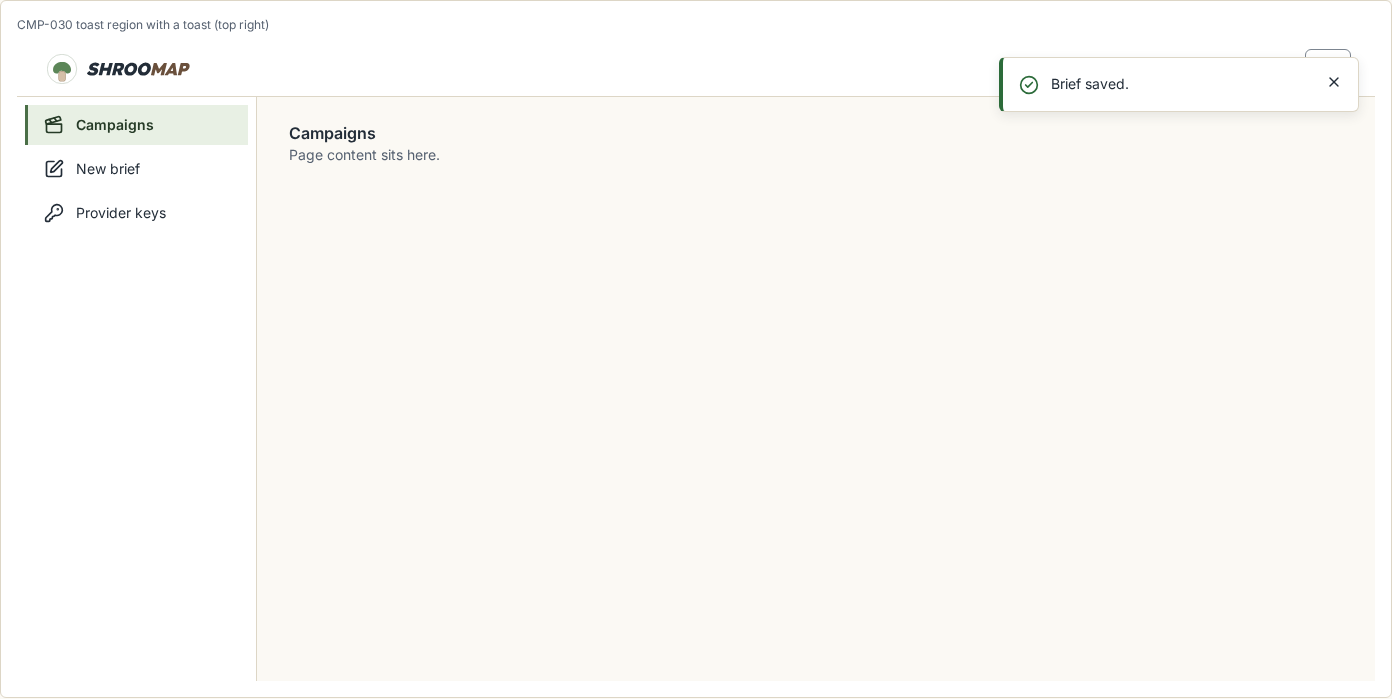 CMP-030 toast region with a toast (top right)
SHROOMAP
Brief saved.
Campaigns
New brief
Provider keys
Campaigns
Page content sits here.